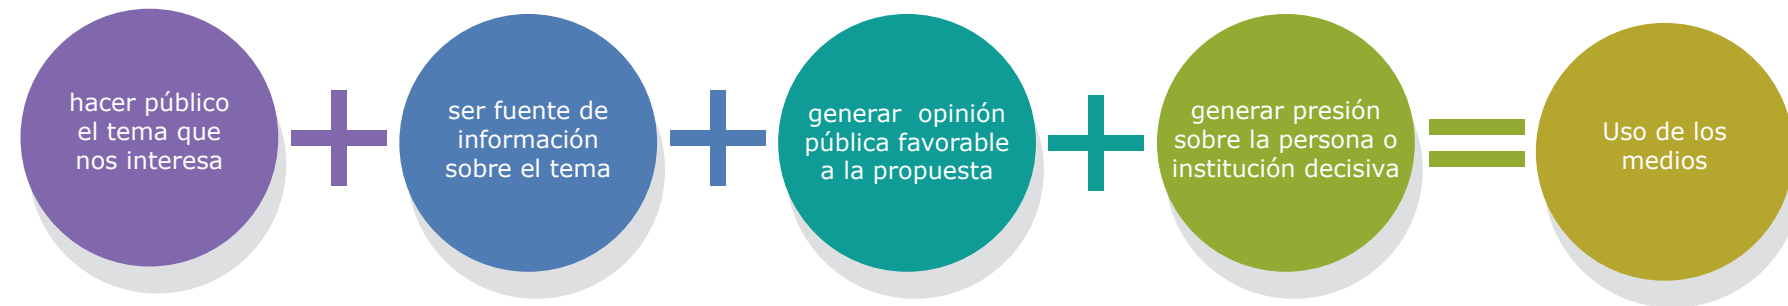 hacer público
el tema que
nos interesa
ser fuente de
información
sobre el tema
generar opinión
pública favorable
a la propuesta
generar presión
sobre la persona o
institución decisiva
Uso de los
medios